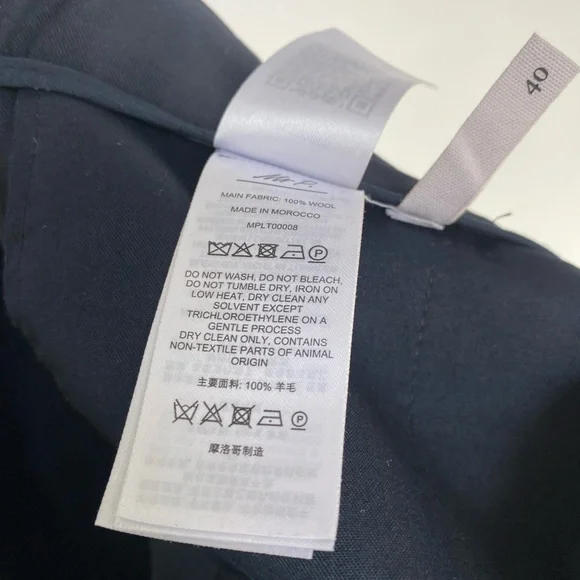 40
Mr P.
MAIN FABRIC: 100% WOOL
MADE IN MOROCCO
MPLT00008
DO NOT WASH, DO NOT BLEACH,
DO NOT TUMBLE DRY, IRON ON
LOW HEAT, DRY CLEAN ANY
SOLVENT EXCEPT
TRICHLOROETHYLENE ON A
GENTLE PROCESS
DRY CLEAN ONLY, CONTAINS
NON-TEXTILE PARTS OF ANIMAL
ORIGIN
主要面料: 100% 羊毛
摩洛哥制造